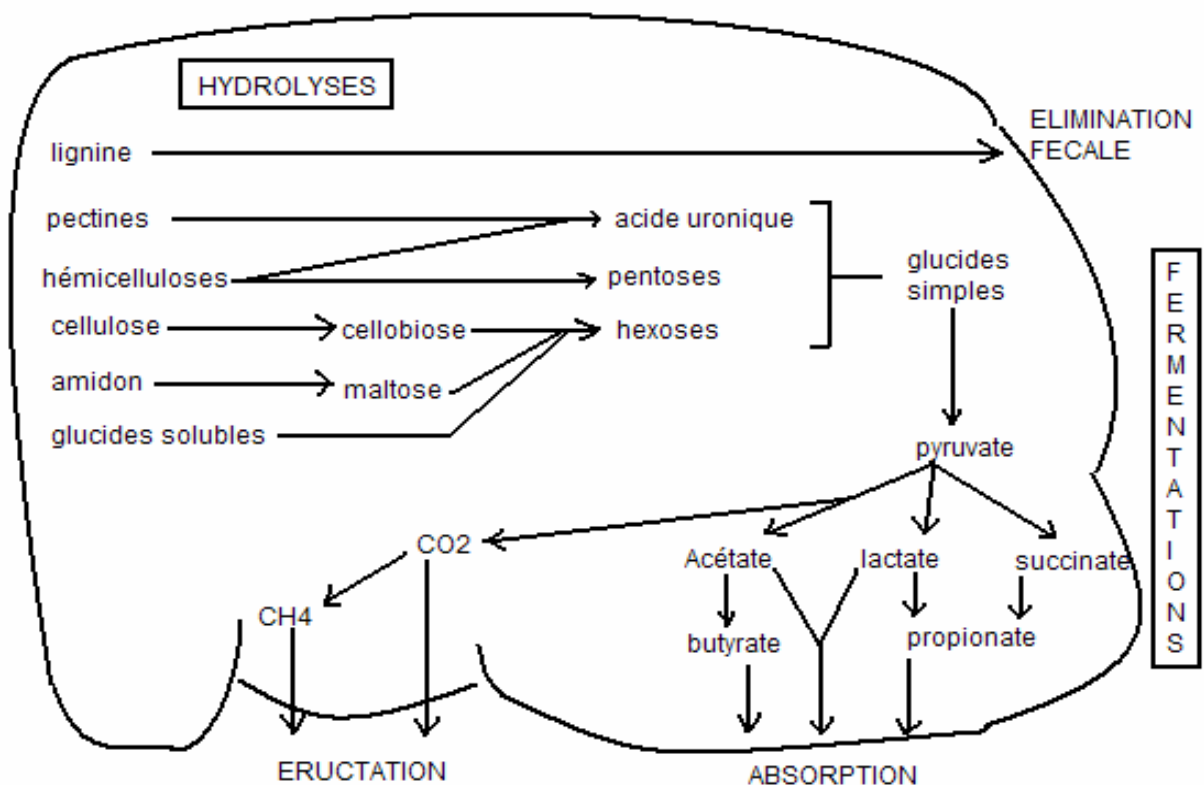 HYDROLYSES
ELIMINATION
FECALE
lignine
pectines
acide uronique
hémicelluloses
pentoses
glucides
simples
cellulose
cellobiose
hexoses
amidon
maltose
glucides solubles
pyruvate
FERMENTATIONS
CO2
Acétate
lactate
succinate
CH4
butyrate
propionate
ERUCTATION
ABSORPTION